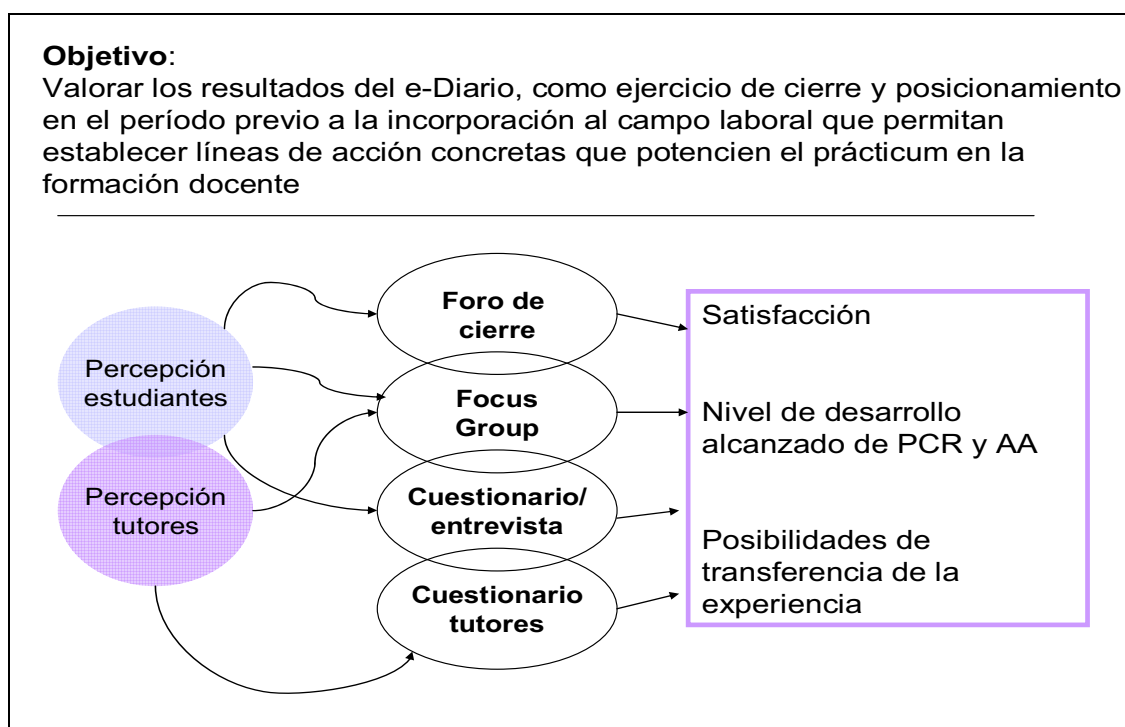 Objetivo:
Valorar los resultados del e-Diario, como ejercicio de cierre y posicionamiento
en el período previo a la incorporación al campo laboral que permitan
establecer líneas de acción concretas que potencien el prácticum en la
formación docente
Percepción
estudiantes
Percepción
tutores
Foro de
cierre
Focus
Group
Cuestionario/
entrevista
Cuestionario
tutores
Satisfacción
Nivel de desarrollo
alcanzado de PCR y AA
Posibilidades de
transferencia de la
experiencia